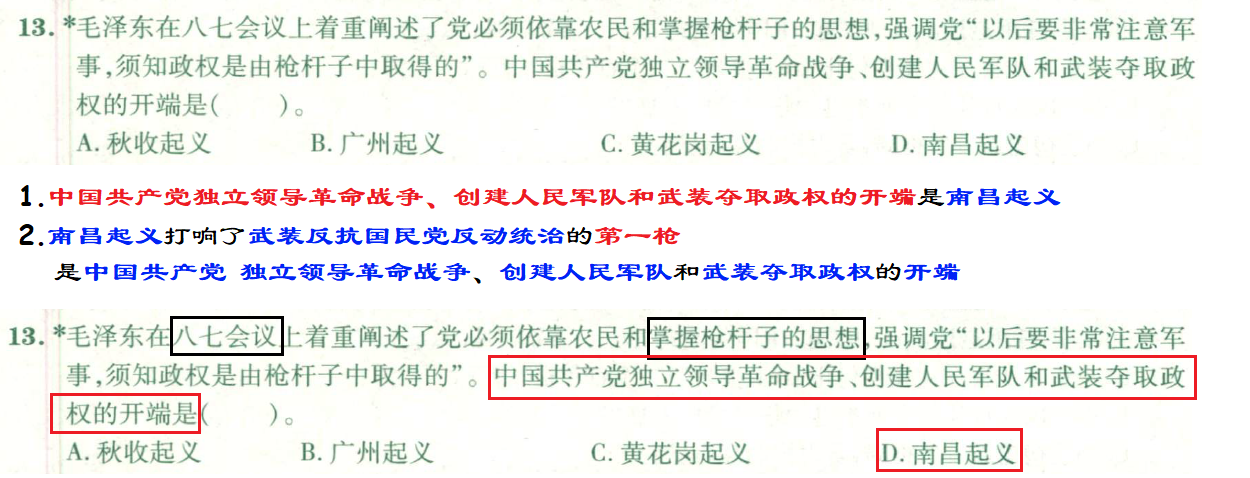 13.*毛泽东在八七会议上着重阐述了党必须依靠农民和掌握枪杆子的思想,强调党“以后要非常注意军
事,须知政权是由枪杆子中取得的”。中国共产党独立领导革命战争、创建人民军队和武装夺取政
权的开端是(  )。
A. 秋收起义 B. 广州起义 C. 黄花岗起义 D. 南昌起义
1.中国共产党独立领导革命战争、创建人民军队和武装夺取政权的开端是南昌起义
2.南昌起义打响了武装反抗国民党反动统治的第一枪
是中国共产党 独立领导革命战争、创建人民军队和武装夺取政权的开端
13.*毛泽东在八七会议上着重阐述了党必须依靠农民和掌握枪杆子的思想,强调党“以后要非常注意军
事,须知政权是由枪杆子中取得的”。中国共产党独立领导革命战争、创建人民军队和武装夺取政
权的开端是(  )。
A. 秋收起义 B. 广州起义 C. 黄花岗起义 D. 南昌起义